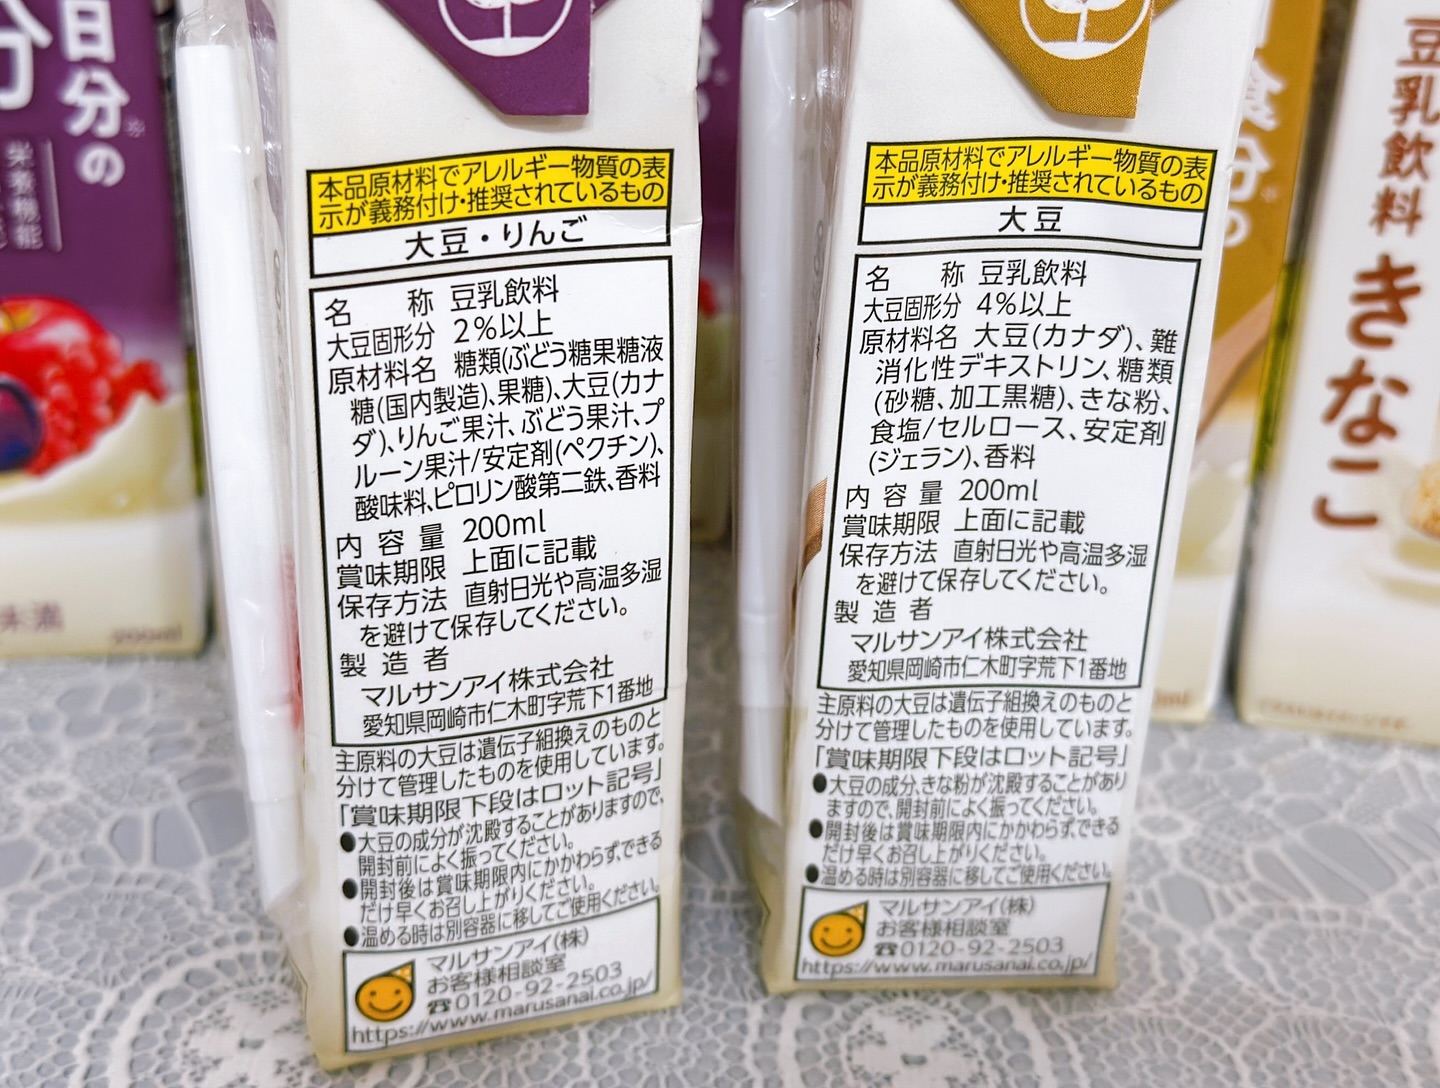 日分の
分
栄養機能
未満
200ml
本品原材料でアレルギー物質の表
示が義務付け・推奨されているもの
大豆・りんご
名 称 豆乳飲料
大豆固形分 2%以上
原材料名 糖類(ぶどう糖果糖液
糖(国内製造)、果糖)、大豆(カナ
ダ)、りんご果汁、ぶどう果汁、プ
ルーン果汁/安定剤(ペクチン)、
酸味料、ピロリン酸第二鉄、香料
内容量 200ml
賞味期限 上面に記載
保存方法 直射日光や高温多湿
を避けて保存してください。
製造者
マルサンアイ株式会社
愛知県岡崎市仁木町字荒下1番地
主原料の大豆は遺伝子組換えのものと
分けて管理したものを使用しています。
「賞味期限下段はロット記号」
●大豆の成分が沈殿することがありますので、
開封前によく振ってください。
●開封後は賞味期限内にかかわらず、できる
だけ早くお召し上がりください。
●温める時は別容器に移してご使用ください。
マルサンアイ(株)
お客様相談室
☎0120-92-2503
https://www.marusanai.co.jp/
本品原材料でアレルギー物質の表
示が義務付け・推奨されているもの
大豆
名 称 豆乳飲料
大豆固形分 4%以上
原材料名 大豆(カナダ)、難
消化性デキストリン、糖類
(砂糖、加工黒糖)、きな粉、
食塩/セルロース、安定剤
(ジェラン)、香料
内容量 200ml
賞味期限 上面に記載
保存方法 直射日光や高温多湿
を避けて保存してください。
製造者
マルサンアイ株式会社
愛知県岡崎市仁木町字荒下1番地
主原料の大豆は遺伝子組換えのものと
分けて管理したものを使用しています。
「賞味期限下段はロット記号」
●大豆の成分、きな粉が沈殿することがあり
ますので、開封前によく振ってください。
●開封後は賞味期限内にかかわらず、できる
だけ早くお召し上がりください。
●温める時は別容器に移してご使用ください。
マルサンアイ(株)
お客様相談室
☎0120-92-2503
https://www.marusanai.co.jp/
食分の
豆乳飲料
きなこ